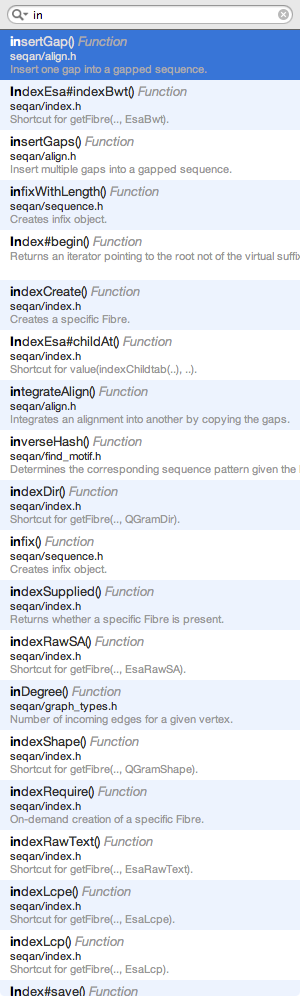 in
insertGap() Function
seqan/align.h
Insert one gap into a gapped sequence.
IndexEsa#indexBwt() Function
seqan/index.h
Shortcut for getFibre(.., EsaBwt).
insertGaps() Function
seqan/align.h
Insert multiple gaps into a gapped sequence.
infixWithLength() Function
seqan/sequence.h
Creates infix object.
Index#begin() Function
Returns an iterator pointing to the root not of the virtual suffix
indexCreate() Function
seqan/index.h
Creates a specific Fibre.
IndexEsa#childAt() Function
seqan/index.h
Shortcut for value(indexChildtab(..), ..).
integrateAlign() Function
seqan/align.h
Integrates an alignment into another by copying the gaps.
inverseHash() Function
seqan/find_motif.h
Determines the corresponding sequence pattern given the
indexDir() Function
seqan/index.h
Shortcut for getFibre(.., QGramDir).
infix() Function
seqan/sequence.h
Creates infix object.
indexSupplied() Function
seqan/index.h
Returns whether a specific Fibre is present.
indexRawSA() Function
seqan/index.h
Shortcut for getFibre(.., EsaRawSA).
inDegree() Function
seqan/graph_types.h
Number of incoming edges for a given vertex.
indexShape() Function
seqan/index.h
Shortcut for getFibre(.., QGramShape).
indexRequire() Function
seqan/index.h
On-demand creation of a specific Fibre.
indexRawText() Function
seqan/index.h
Shortcut for getFibre(.., EsaRawText).
indexLcpe() Function
seqan/index.h
Shortcut for getFibre(.., EsaLcpe).
indexLcp() Function
seqan/index.h
Shortcut for getFibre(.., EsaLcp).
Index#save() Function